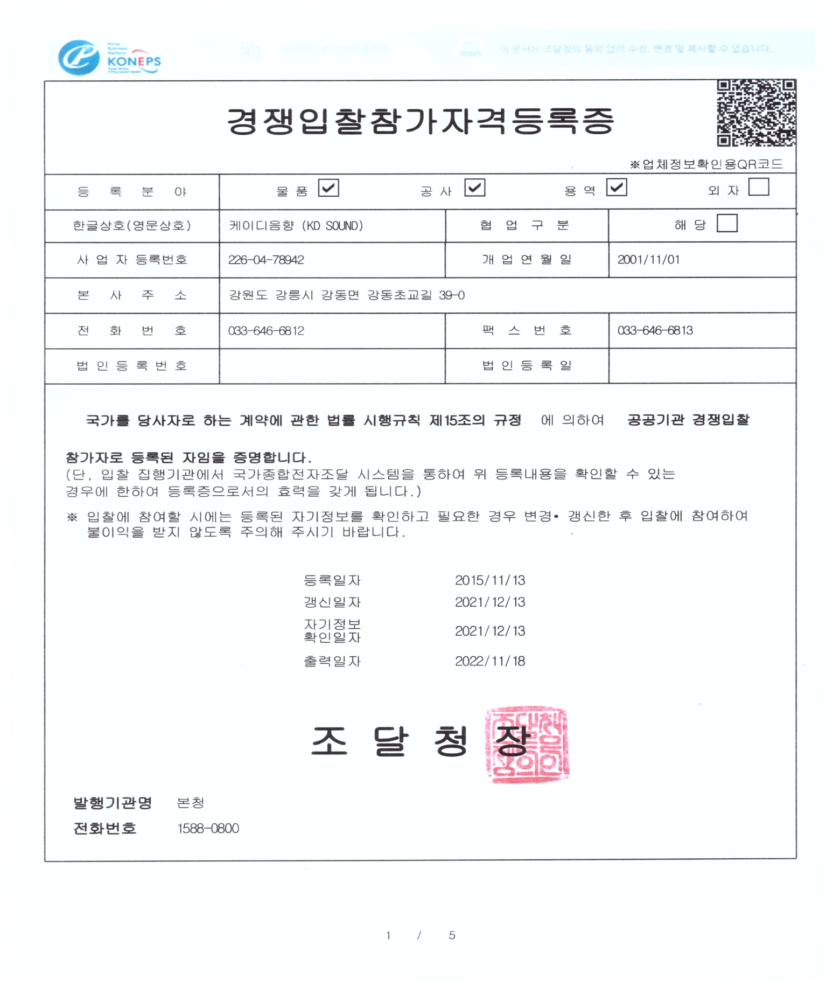 KONEPS
이 문서는 조달청의 동의 없이 수정, 변경 및 복사할 수 없습니다.
경쟁입찰참가자격등록증
※업체정보확인용QR코드
등 록 분 야 물 품 공 사 용 역 외 자
한글상호(영문상호) 케이디음향 (KD SOUND) 협 업 구 분 해 당
사 업 자 등록번호 226-04-78942 개 업 연 월 일 2001/11/01
본 사 주 소 강원도 강릉시 강동면 강동초교길 39-0
전 화 번 호 033-646-6812 팩 스 번 호 033-646-6813
법 인 등 록 번 호 법 인 등 록 일
국가를 당사자로 하는 계약에 관한 법률 시행규칙 제15조의 규정 에 의하여 공공기관 경쟁입찰
참가자로 등록된 자임을 증명합니다.
(단, 입찰 집행기관에서 국가종합전자조달 시스템을 통하여 위 등록내용을 확인할 수 있는
경우에 한하여 등록증으로서의 효력을 갖게 됩니다.)
※ 입찰에 참여할 시에는 등록된 자기정보를 확인하고 필요한 경우 변경• 갱신한 후 입찰에 참여하여
불이익을 받지 않도록 주의해 주시기 바랍니다.
등록일자 2015/11/13
갱신일자 2021/12/13
자기정보
확인일자 2021/12/13
출력일자 2022/11/18
조 달 청 장
발행기관명 본청
전화번호 1588-0800
1 / 5